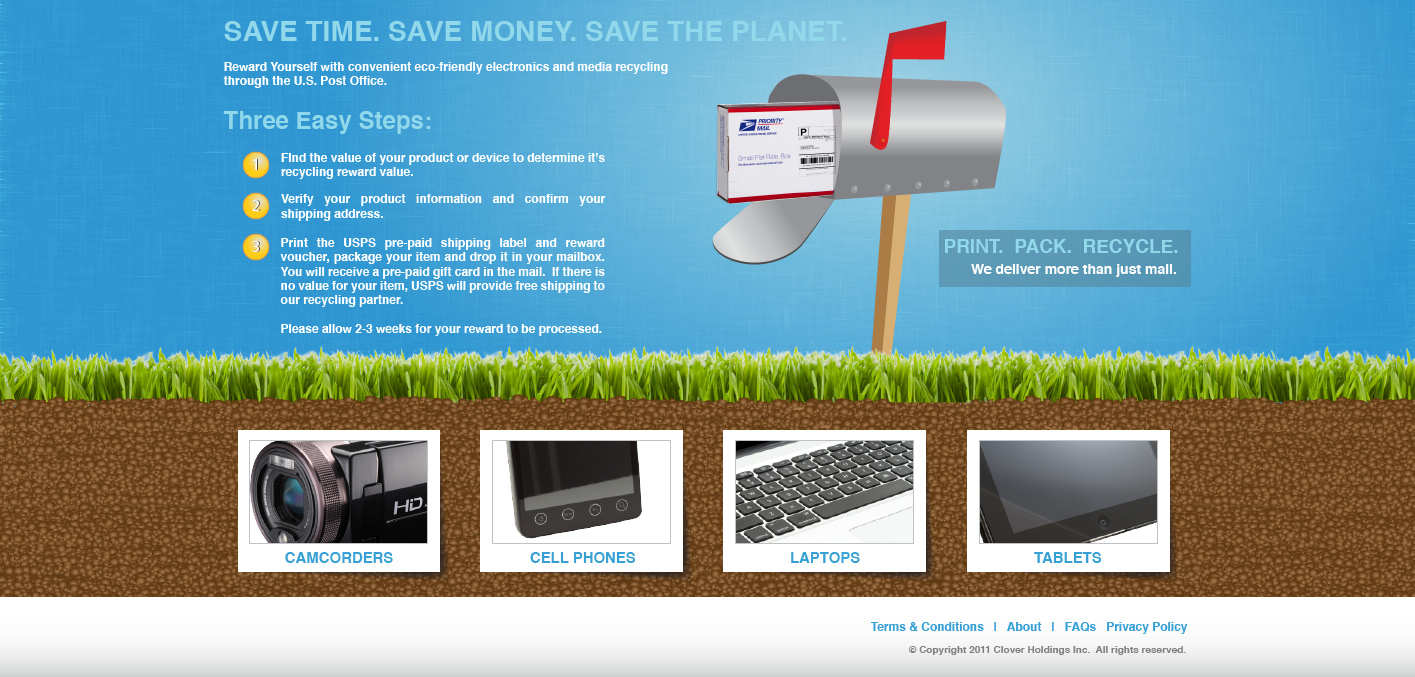 SAVE TIME. SAVE MONEY. SAVE THE PLANET.
Reward Yourself with convenient eco-friendly electronics and media recycling
through the U.S. Post Office.
Three Easy Steps:
1 FInd the value of your product or device to determine it's
recycling reward value.
2 Verify your product information and confirm your
shipping address.
3 Print the USPS pre-paid shipping label and reward
voucher, package your item and drop it in your mailbox.
You will receive a pre-paid gift card in the mail. If there is
no value for your item, USPS will provide free shipping to
our recycling partner.
Please allow 2-3 weeks for your reward to be processed.
PRIORITY
MAIL
P
Small Flat Rate Box
PRINT. PACK. RECYCLE.
We deliver more than just mail.
HD
CAMCORDERS
CELL PHONES
LAPTOPS
TABLETS
Terms & Conditions | About | FAQs Privacy Policy
© Copyright 2011 Clover Holdings Inc. All rights reserved.